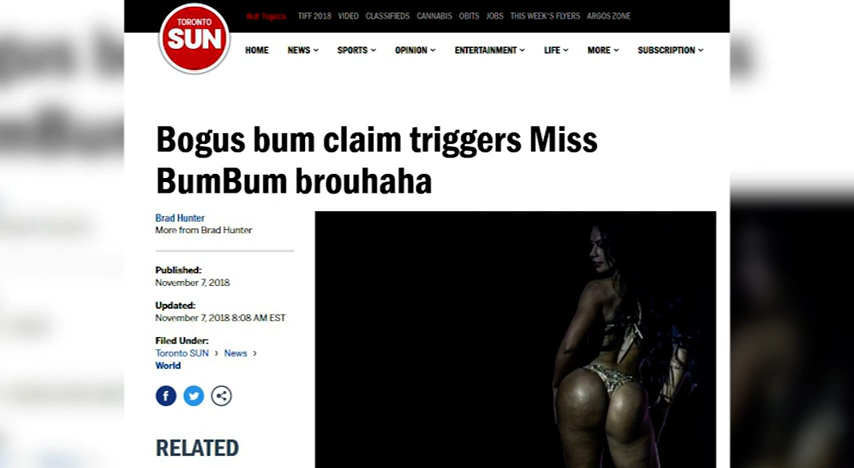 TORONTO
SUN
Hot Topics TIFF 2018 VIDEO CLASSIFIEDS CANNABIS OBITS JOBS THIS WEEK'S FLYERS ARGOS ZONE
HOME NEWS SPORTS OPINION ENTERTAINMENT LIFE MORE SUBSCRIPTION
Bogus bum claim triggers Miss
BumBum brouhaha
Brad Hunter
More from Brad Hunter
Published:
November 7, 2018
Updated:
November 7, 2018 8:08 AM EST
Filed Under:
Toronto SUN > News >
World
RELATED